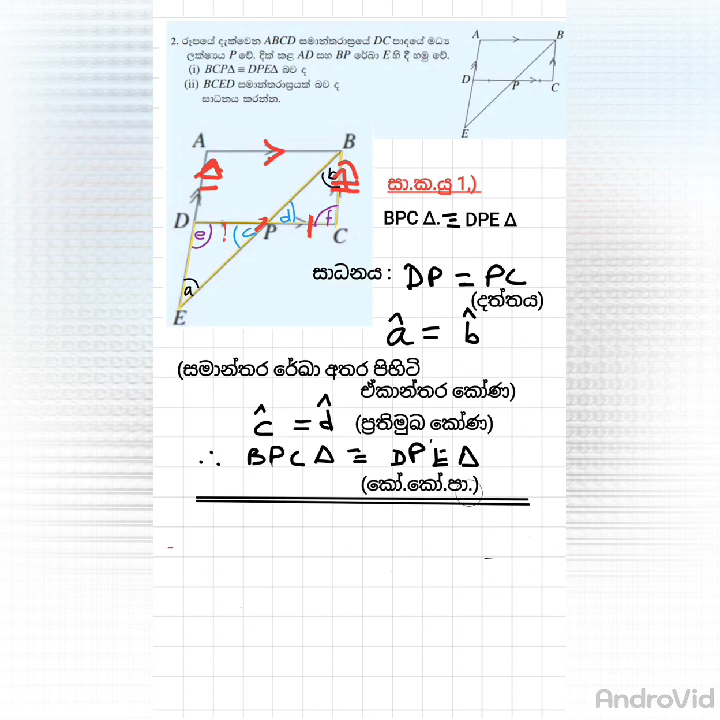 2. රූපයේ දැක්වෙන ABCD සමාන්තරාස්‍රයේ DC පාදයේ මධ්‍ය
ලක්ෂ්‍යය P වේ. දික් කළ AD සහ BP රේඛා E හි දී හමු වේ.
(i) BCPΔ ≡ DPEΔ බව ද
(ii) BCED සමාන්තරාස්‍රයක් බව ද
සාධනය කරන්න.
A B
D P C
E
A B
b
D e c P d f C
a
E
සා.ක.යු 1,)
BPC Δ. ≡ DPE Δ
සාධනය : DP = PC
(දත්තය)
â = b̂
(සමාන්තර රේඛා අතර පිහිටි
ඒකාන්තර කෝණ)
ĉ = d̂ (ප්‍රතිමුඛ කෝණ)
∴ BPC Δ ≡ DPE Δ
(කෝ.කෝ.පා.)
AndroVid